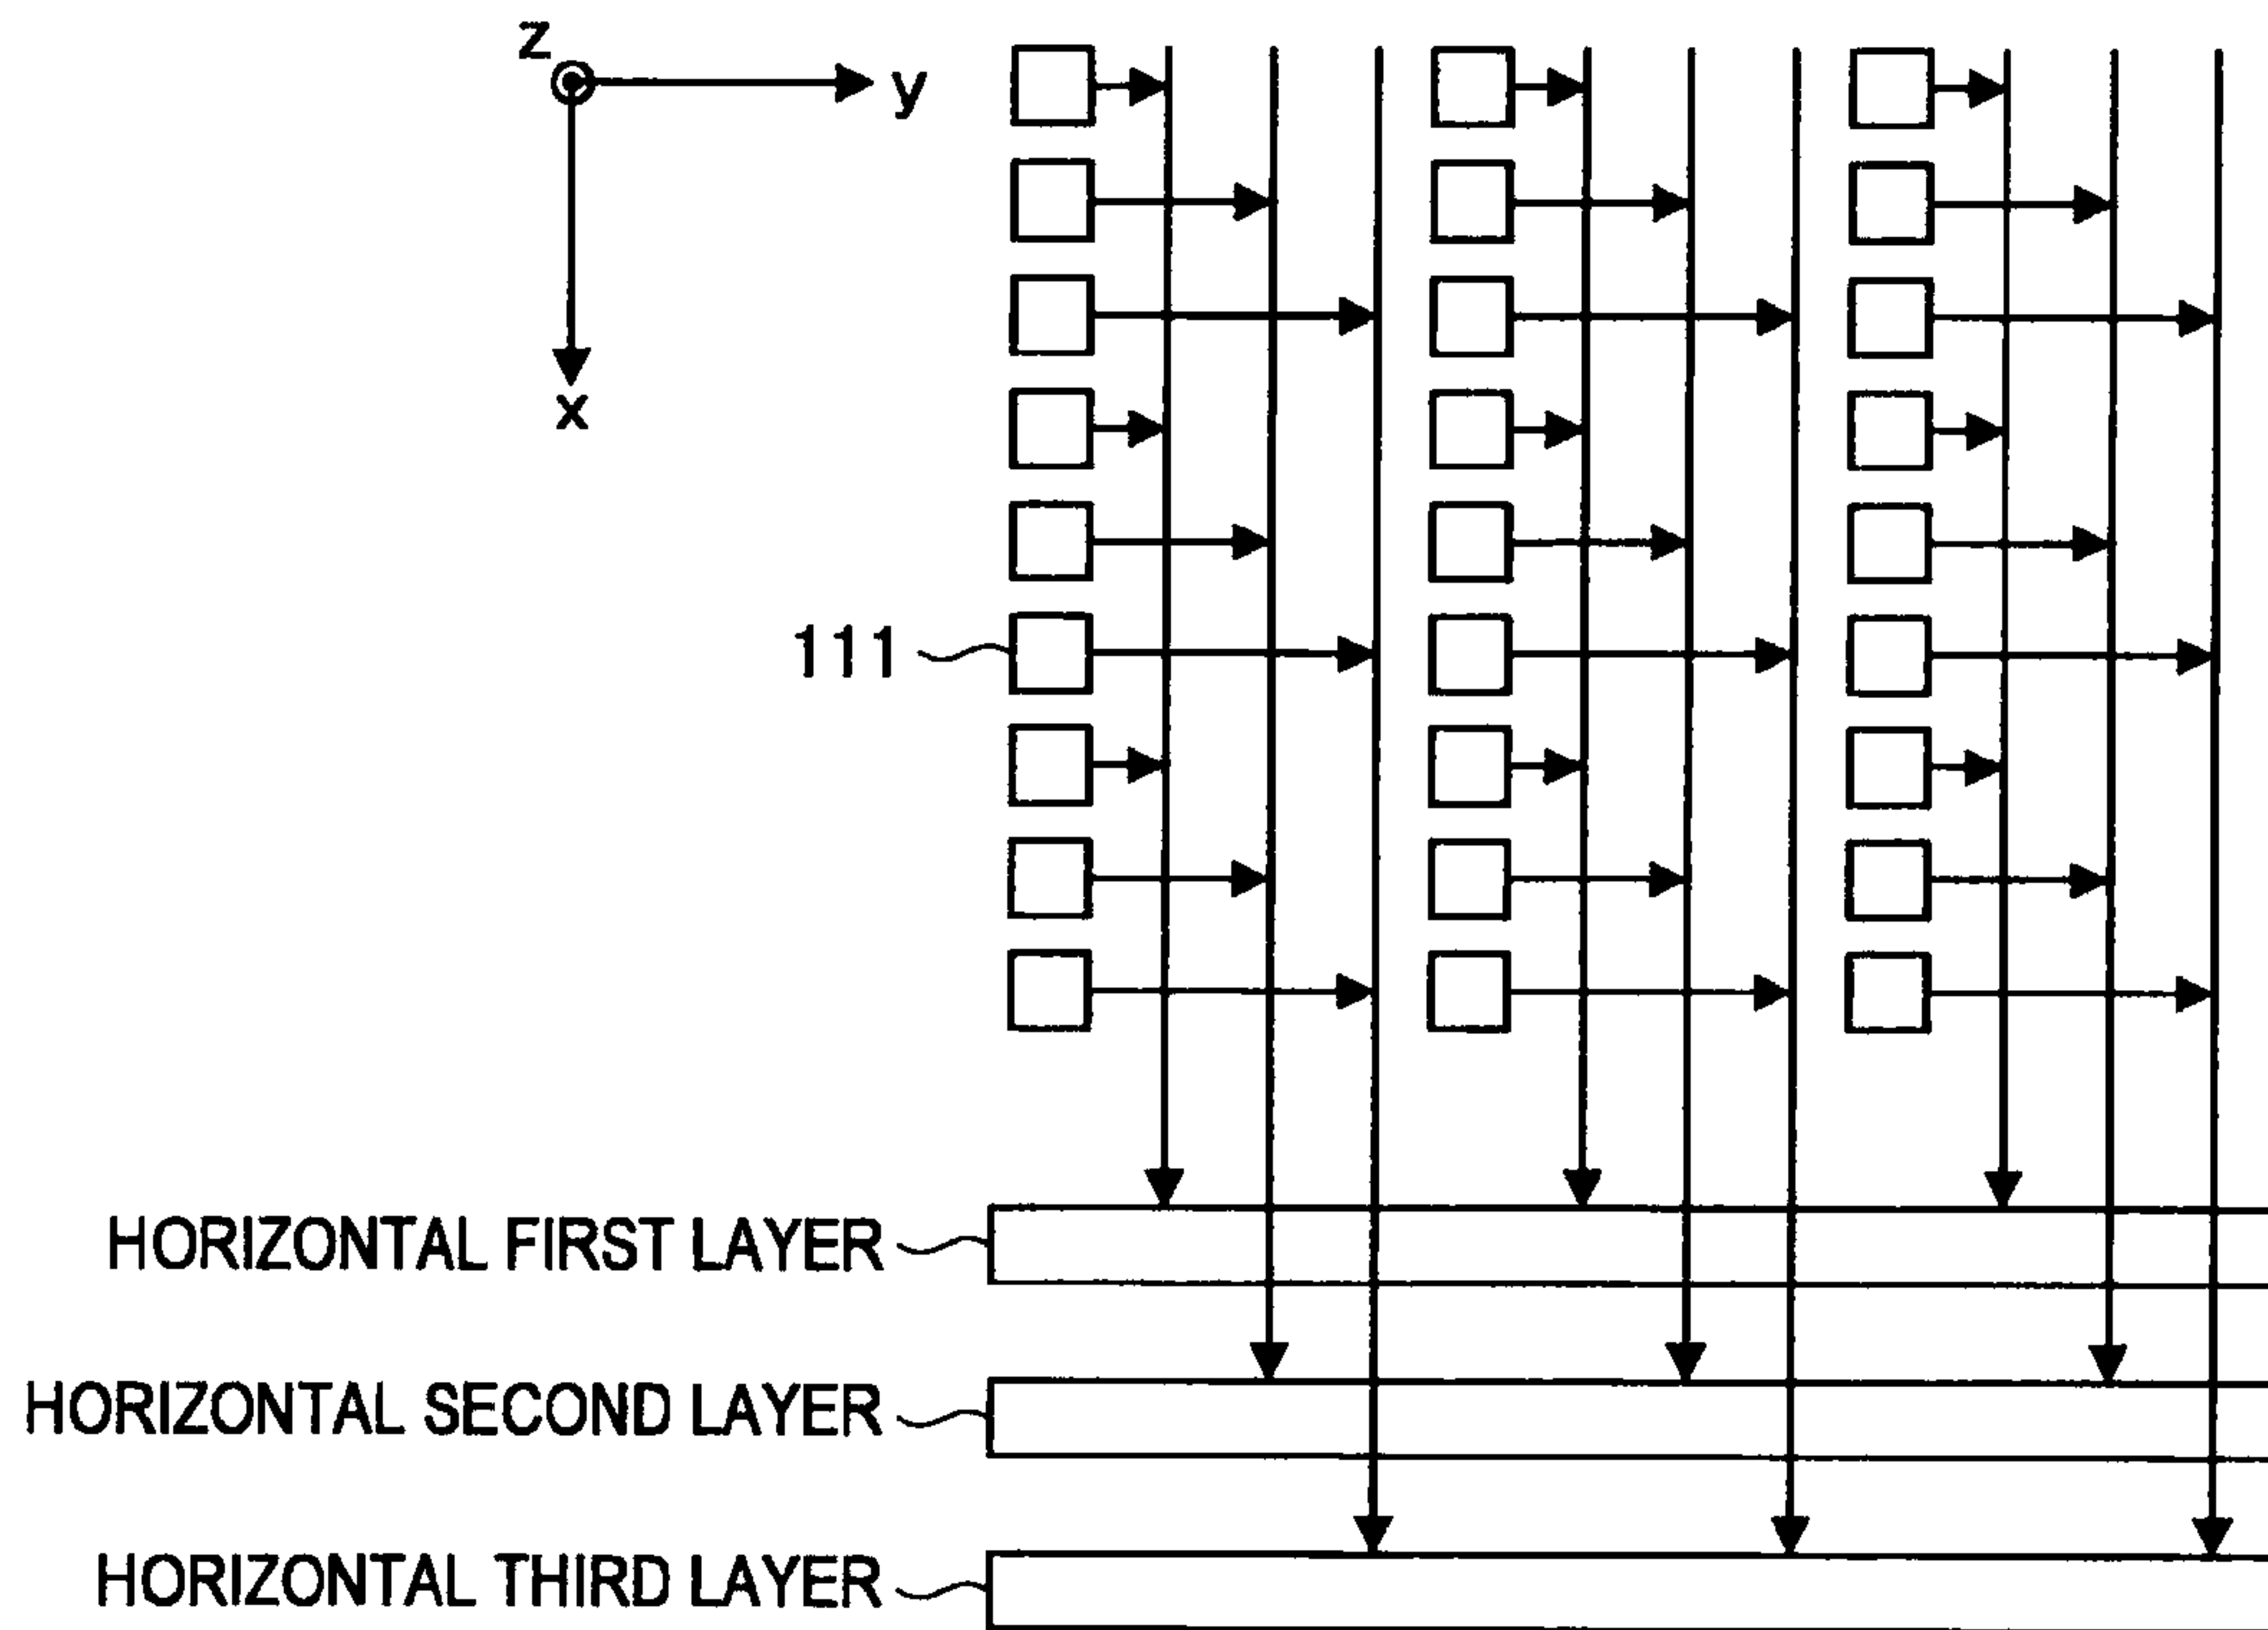 z
y
x
111
HORIZONTAL FIRST LAYER
HORIZONTAL SECOND LAYER
HORIZONTAL THIRD LAYER